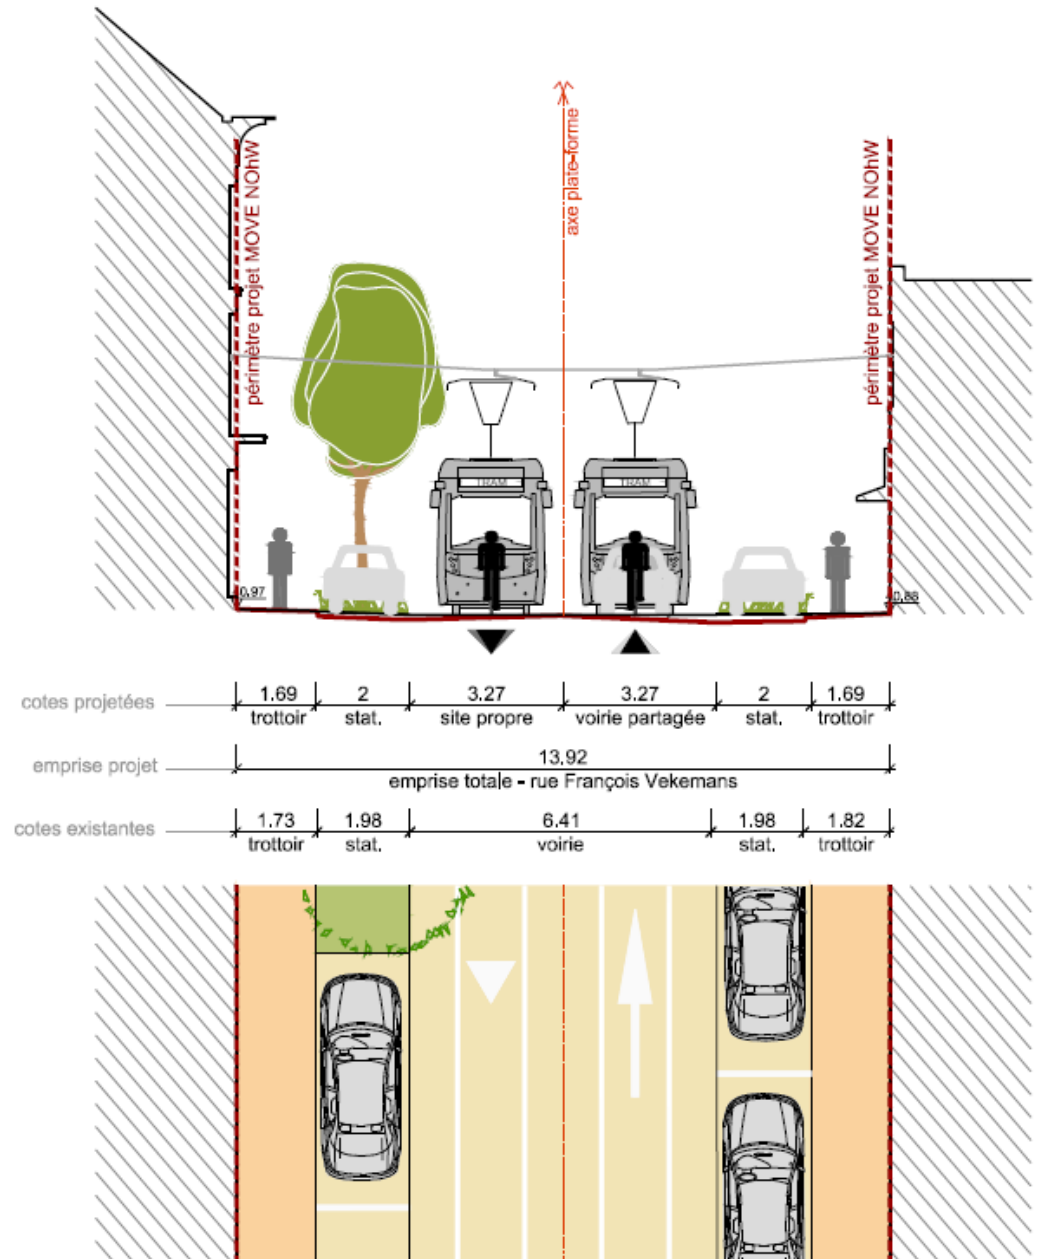 périmètre projet MOVE NOhW
axe plate-forme
périmètre projet MOVE NOhW
TRAM
TRAM
0,97
0,88
cotes projetées
1.69
2
3.27
3.27
2
1.69
trottoir
stat.
site propre
voirie partagée
stat.
trottoir
emprise projet
13,92
emprise totale - rue François Vekemans
cotes existantes
1.73
1.98
6.41
1.98
1.82
trottoir
stat.
voirie
stat.
trottoir